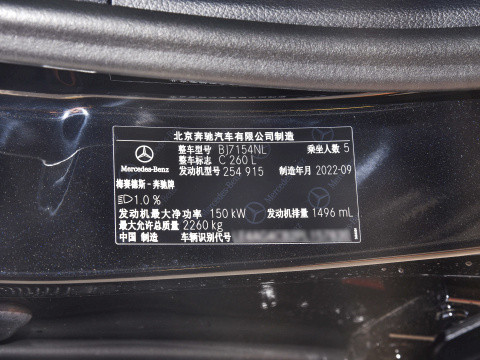 北京奔驰汽车有限公司制造
整车型号 BJ7154NL 乘坐人数 5
整车标志 C 260 L
Mercedes-Benz 发动机型号 254 915 制造年月 2022-09
梅赛德斯-奔驰牌
1.0 %
发动机最大净功率 150 kW 发动机排量 1496 mL
最大允许总质量 2260 kg
中国 制造 车辆识别代号